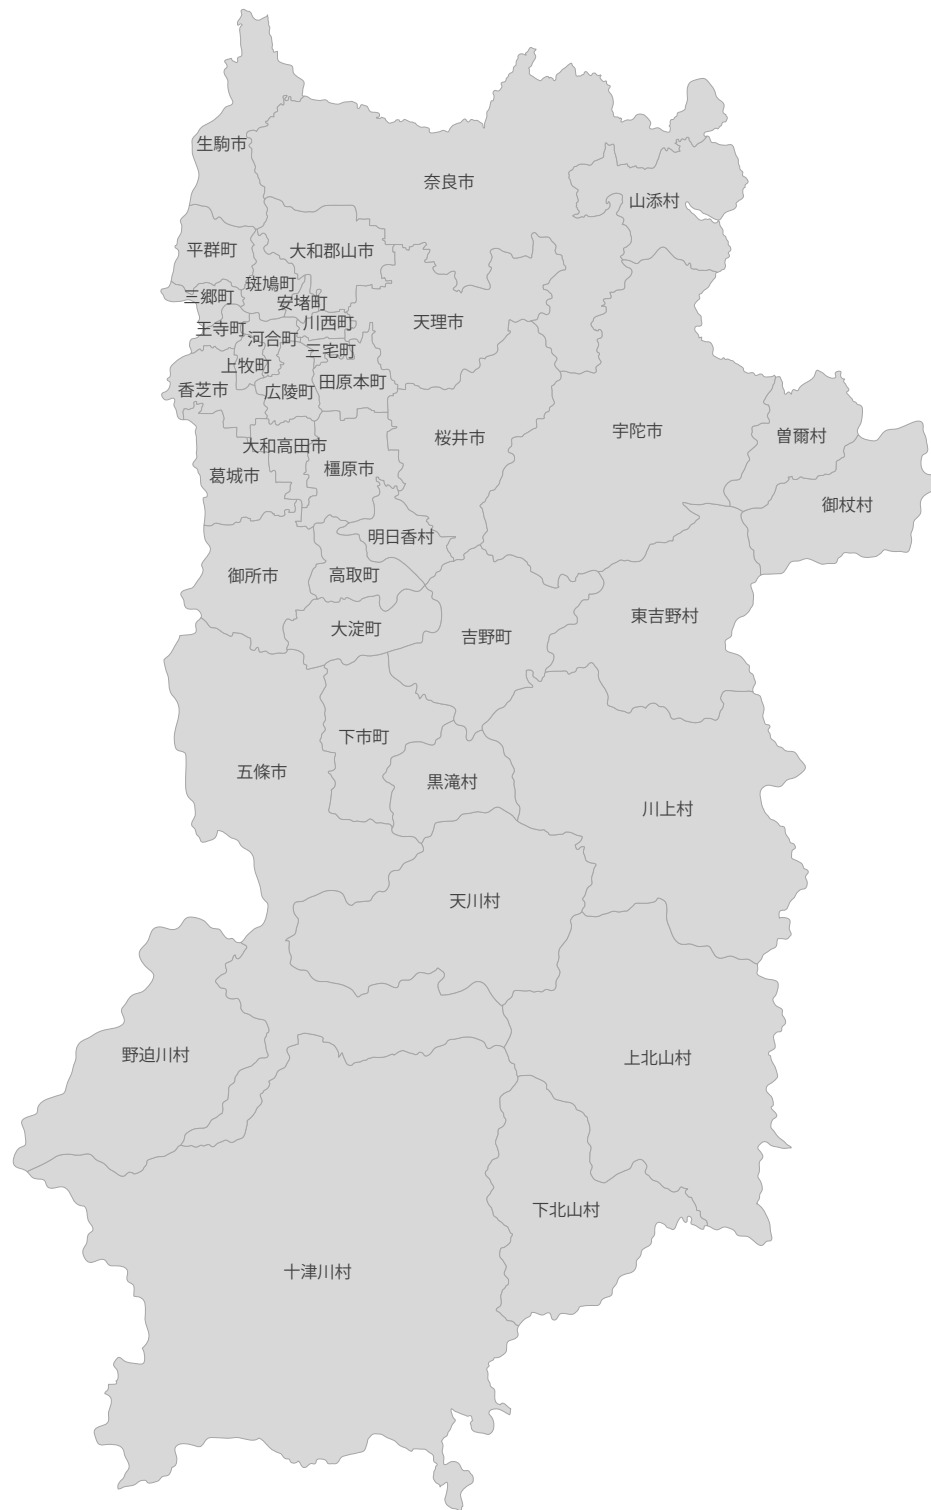 生駒市
奈良市
山添村
平群町
大和郡山市
斑鳩町
三郷町
安堵町
天理市
川西町
王寺町
河合町
三宅町
上牧町
田原本町
香芝市
広陵町
宇陀市
曽爾村
桜井市
大和高田市
橿原市
葛城市
御杖村
明日香村
御所市
高取町
東吉野村
大淀町
吉野町
下市町
五條市
黒滝村
川上村
天川村
野迫川村
上北山村
下北山村
十津川村